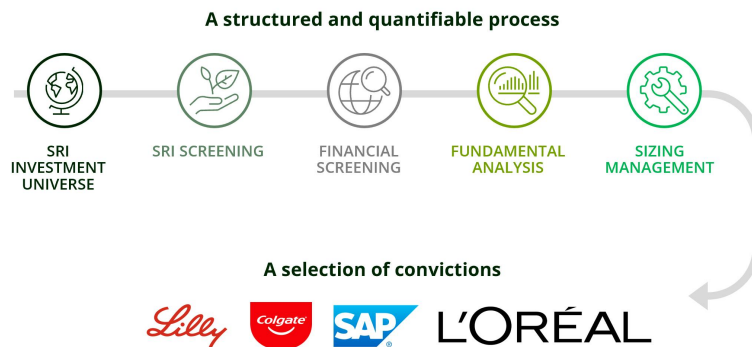 A structured and quantifiable process
SRI
INVESTMENT
UNIVERSE
SRI SCREENING
FINANCIAL
SCREENING
FUNDAMENTAL
ANALYSIS
SIZING
MANAGEMENT
A selection of convictions
Lilly
Colgate®
SAP®
L'ORÉAL